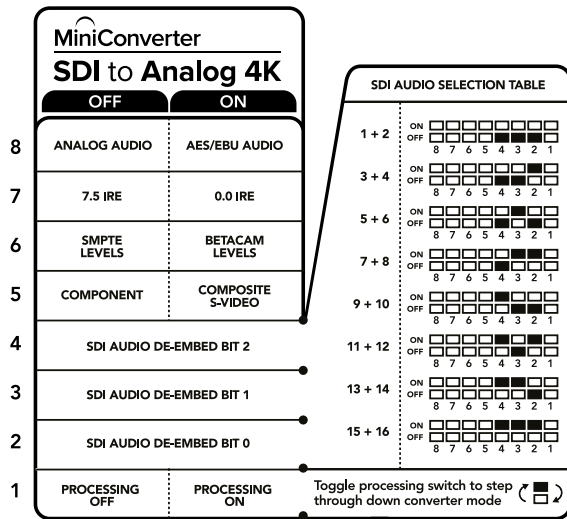 MiniConverter
SDI to Analog 4K
OFF ON
8 ANALOG AUDIO AES/EBU AUDIO
7 7.5 IRE 0.0 IRE
6 SMPTE LEVELS BETACAM LEVELS
5 COMPONENT COMPOSITE S-VIDEO
4 SDI AUDIO DE-EMBED BIT 2
3 SDI AUDIO DE-EMBED BIT 1
2 SDI AUDIO DE-EMBED BIT 0
1 PROCESSING OFF PROCESSING ON
SDI AUDIO SELECTION TABLE
1 + 2 ON
OFF
8 7 6 5 4 3 2 1
3 + 4 ON
OFF
8 7 6 5 4 3 2 1
5 + 6 ON
OFF
8 7 6 5 4 3 2 1
7 + 8 ON
OFF
8 7 6 5 4 3 2 1
9 + 10 ON
OFF
8 7 6 5 4 3 2 1
11 + 12 ON
OFF
8 7 6 5 4 3 2 1
13 + 14 ON
OFF
8 7 6 5 4 3 2 1
15 + 16 ON
OFF
8 7 6 5 4 3 2 1
Toggle processing switch to step
through down converter mode